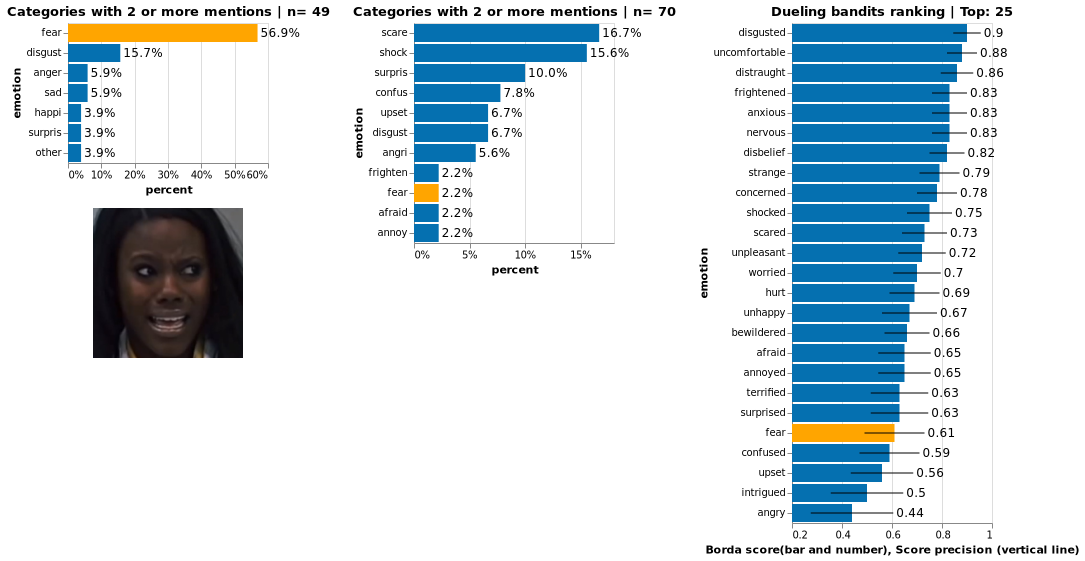 Categories with 2 or more mentions | n= 49
emotion
fear 56.9%
disgust 15.7%
anger 5.9%
sad 5.9%
happi 3.9%
surpris 3.9%
other 3.9%
0% 10% 20% 30% 40% 50% 60%
percent
Categories with 2 or more mentions | n= 70
emotion
scare 16.7%
shock 15.6%
surpris 10.0%
confus 7.8%
upset 6.7%
disgust 6.7%
angri 5.6%
frighten 2.2%
fear 2.2%
afraid 2.2%
annoy 2.2%
0% 5% 10% 15%
percent
Dueling bandits ranking | Top: 25
emotion
disgusted 0.9
uncomfortable 0.88
distraught 0.86
frightened 0.83
anxious 0.83
nervous 0.83
disbelief 0.82
strange 0.79
concerned 0.78
shocked 0.75
scared 0.73
unpleasant 0.72
worried 0.7
hurt 0.69
unhappy 0.67
bewildered 0.66
afraid 0.65
annoyed 0.65
terrified 0.63
surprised 0.63
fear 0.61
confused 0.59
upset 0.56
intrigued 0.5
angry 0.44
0.2 0.4 0.6 0.8 1
Borda score(bar and number), Score precision (vertical line)